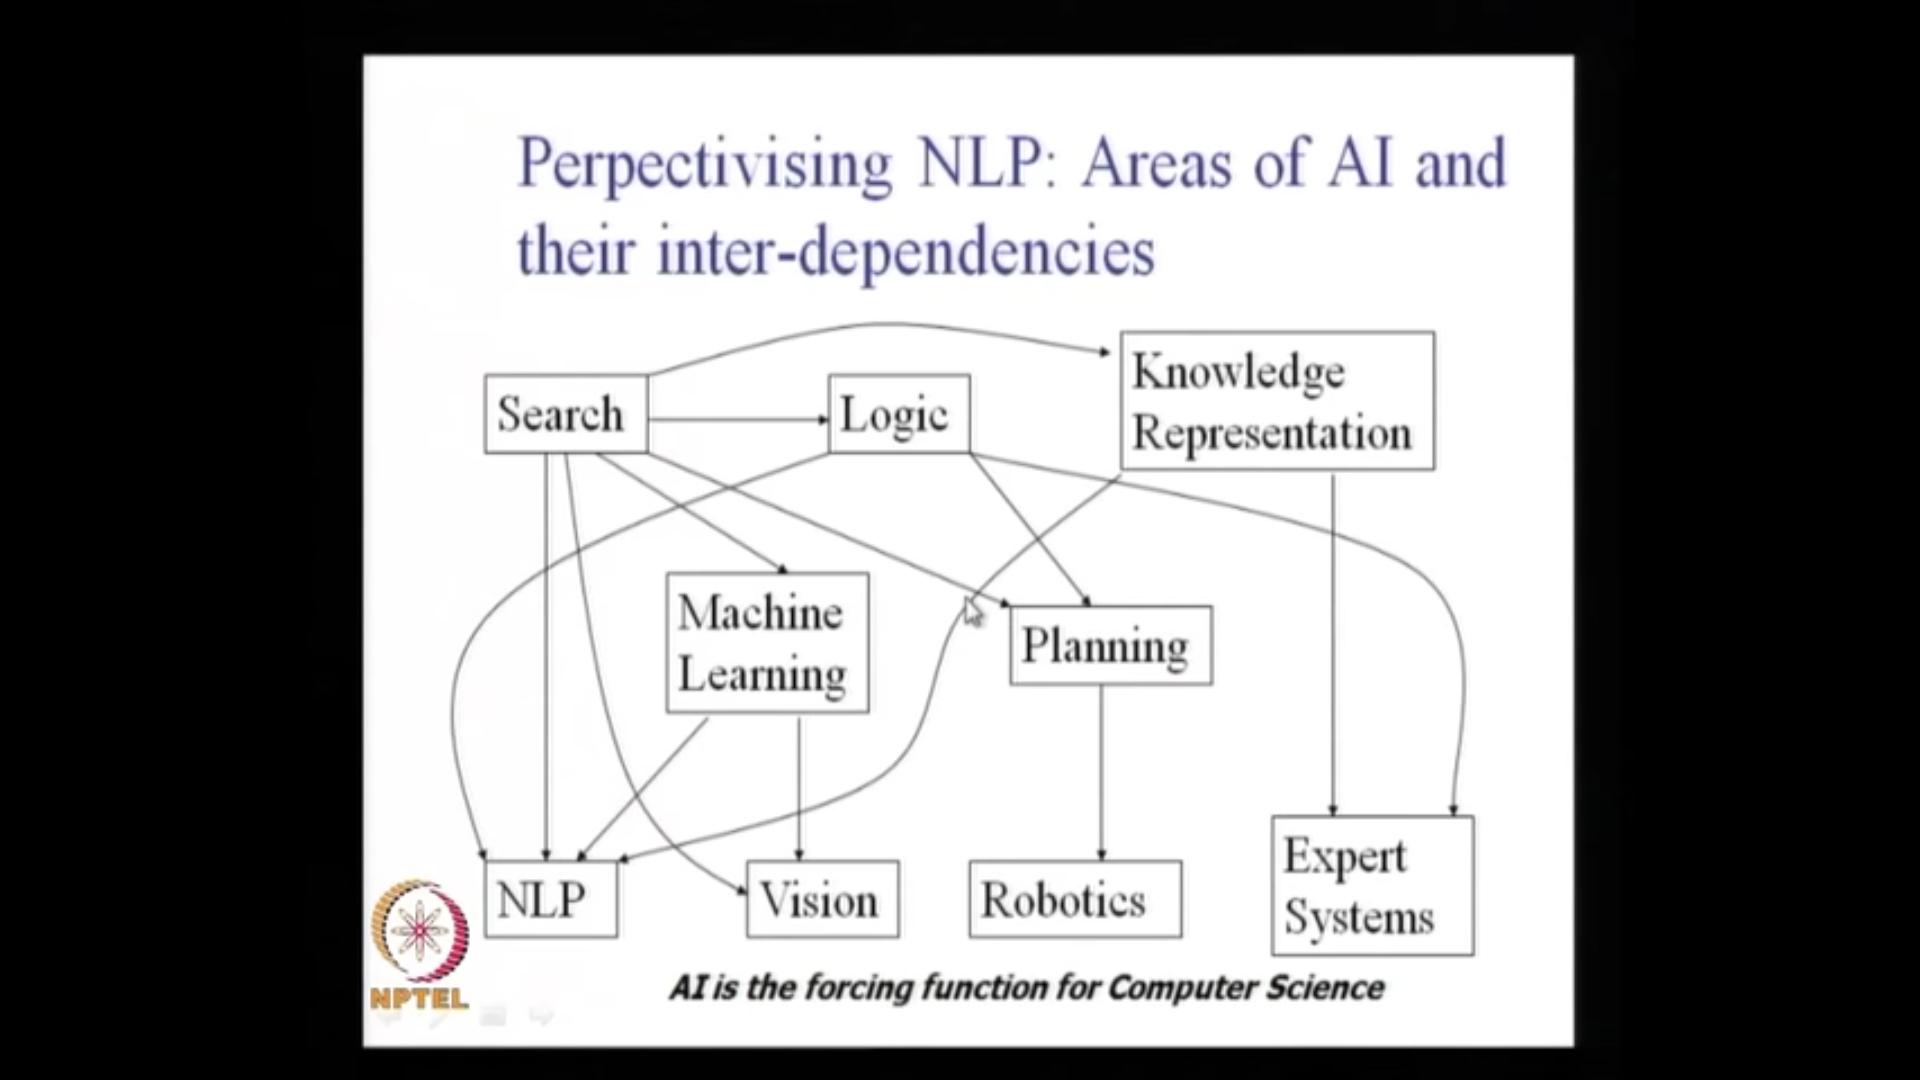 Perpectivising NLP: Areas of AI and
their inter-dependencies
Search
Logic
Knowledge
Representation
Machine
Learning
Planning
NLP
Vision
Robotics
Expert
Systems
AI is the forcing function for Computer Science
NPTEL